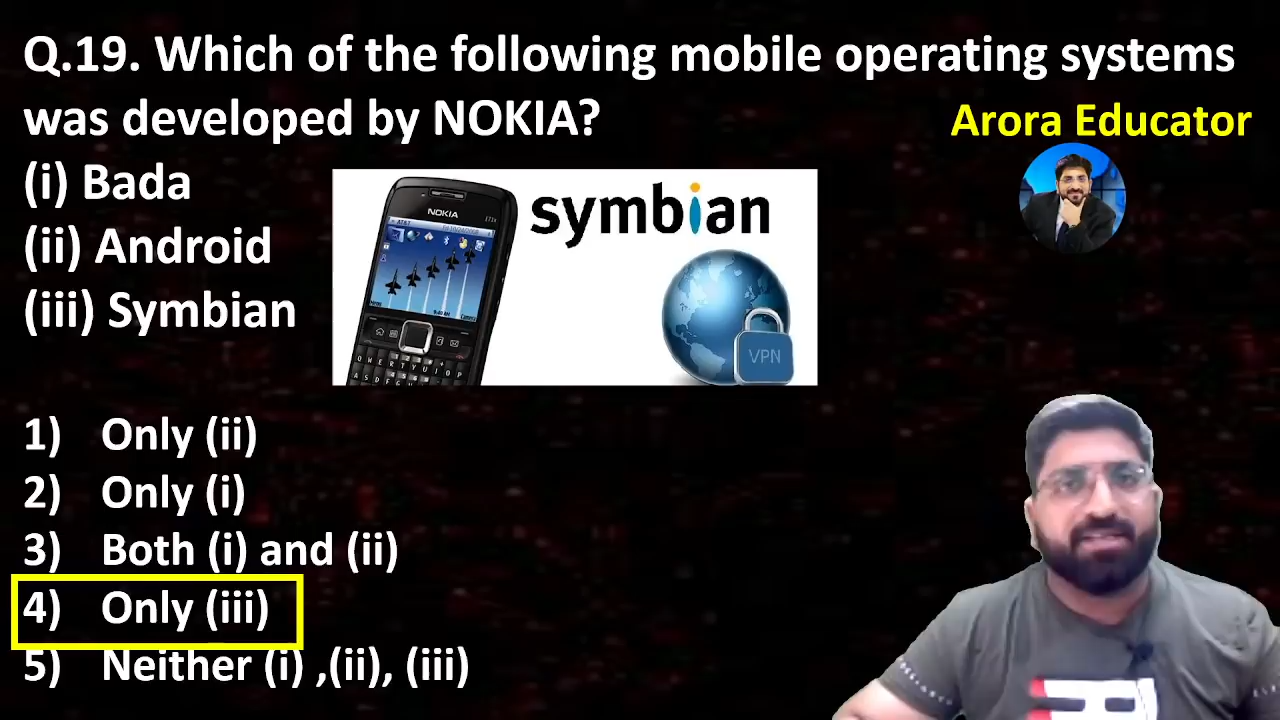 Q.19. Which of the following mobile operating systems
was developed by NOKIA?
Arora Educator
(i) Bada
(ii) Android
(iii) Symbian
NOKIA
symbian
VPN
1) Only (ii)
2) Only (i)
3) Both (i) and (ii)
4) Only (iii)
5) Neither (i) ,(ii), (iii)